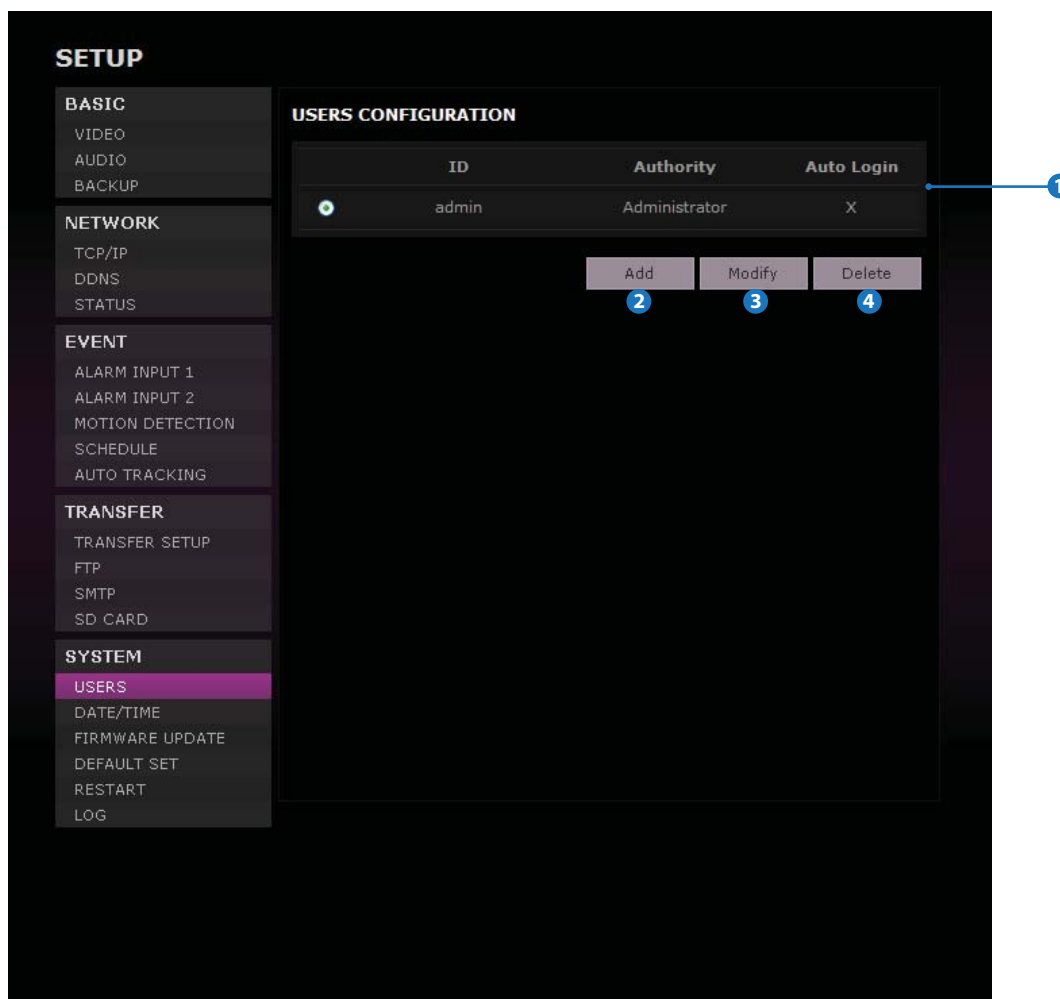 SETUP
BASIC
VIDEO
AUDIO
BACKUP
NETWORK
TCP/IP
DDNS
STATUS
EVENT
ALARM INPUT 1
ALARM INPUT 2
MOTION DETECTION
SCHEDULE
AUTO TRACKING
TRANSFER
TRANSFER SETUP
FTP
SMTP
SD CARD
SYSTEM
USERS
DATE/TIME
FIRMWARE UPDATE
DEFAULT SET
RESTART
LOG
USERS CONFIGURATION
ID Authority Auto Login
1
admin Administrator X
Add Modify Delete
2 3 4